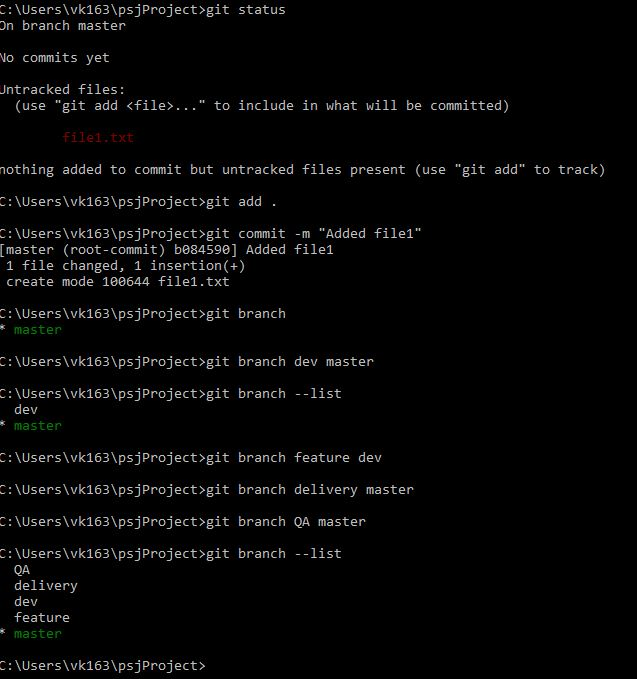 C:\Users\vk163\psjProject>git status
On branch master
No commits yet
Untracked files:
(use "git add <file>..." to include in what will be committed)
file1.txt
nothing added to commit but untracked files present (use "git add" to track)
C:\Users\vk163\psjProject>git add .
C:\Users\vk163\psjProject>git commit -m "Added file1"
[master (root-commit) b084590] Added file1
1 file changed, 1 insertion(+)
create mode 100644 file1.txt
C:\Users\vk163\psjProject>git branch
* master
C:\Users\vk163\psjProject>git branch dev master
C:\Users\vk163\psjProject>git branch --list
dev
* master
C:\Users\vk163\psjProject>git branch feature dev
C:\Users\vk163\psjProject>git branch delivery master
C:\Users\vk163\psjProject>git branch QA master
C:\Users\vk163\psjProject>git branch --list
QA
delivery
dev
feature
* master
C:\Users\vk163\psjProject>